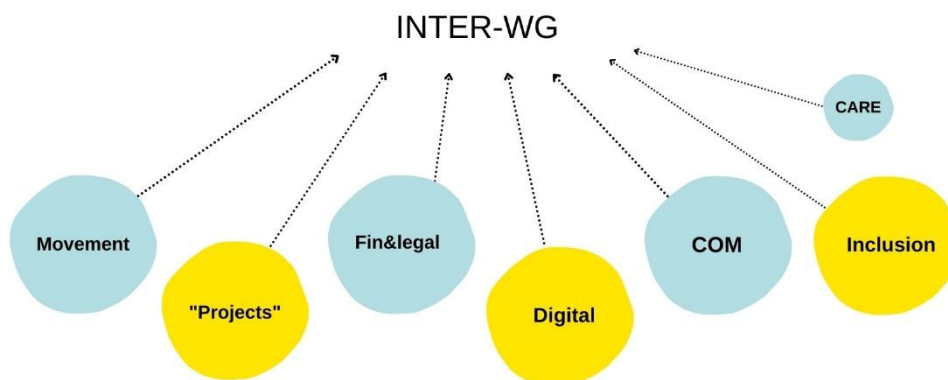 INTER-WG
CARE
Movement
"Projects"
Fin&legal
Digital
COM
Inclusion